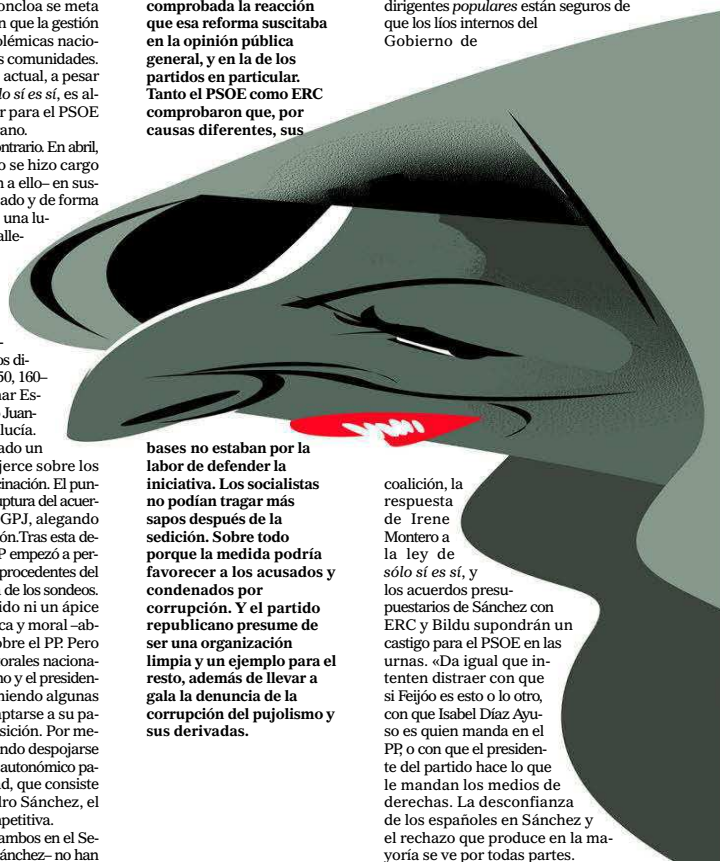 oncloa se meta
n que la gestión
olémicas nacio-
s comunidades.
actual, a pesar
lo sí es sí, es al-
r para el PSOE
ano.
ontrario. En abril,
o se hizo cargo
n a ello– en sus-
ado y de forma
una lu-
alle-
-
os di-
50, 160–
nar Es-
Juan-
lucía.
ado un
jerce sobre los
cinación. El pun-
uptura del acuer-
GPJ, alegando
ón.Tras esta de-
P empezó a per-
procedentes del
n de los sondeos.
ido ni un ápice
ca y moral –ab-
obre el PP. Pero
torales naciona-
no y el presiden-
niendo algunas
aptarse a su pa-
sición. Por me-
ando despojarse
autonómico pa-
ad, que consiste
dro Sánchez, el
npetitiva.
ambos en el Se-
Sánchez– no han
comprobada la reacción
que esa reforma suscitaba
en la opinión pública
general, y en la de los
partidos en particular.
Tanto el PSOE como ERC
comprobaron que, por
causas diferentes, sus
bases no estaban por la
labor de defender la
iniciativa. Los socialistas
no podían tragar más
sapos después de la
sedición. Sobre todo
porque la medida podría
favorecer a los acusados y
condenados por
corrupción. Y el partido
republicano presume de
ser una organización
limpia y un ejemplo para el
resto, además de llevar a
gala la denuncia de la
corrupción del pujolismo y
sus derivadas.
dirigentes populares están seguros de
que los líos internos del
Gobierno de
coalición, la
respuesta
de Irene
Montero a
la ley de
sólo sí es sí, y
los acuerdos presu-
puestarios de Sánchez con
ERC y Bildu supondrán un
castigo para el PSOE en las
urnas. «Da igual que in-
tenten distraer con que
si Feijóo es esto o lo otro,
con que Isabel Díaz Ayu-
so es quien manda en el
PP, o con que el presiden-
te del partido hace lo que
le mandan los medios de
derechas. La desconfianza
de los españoles en Sánchez y
el rechazo que produce en la ma-
yoría se ve por todas partes.